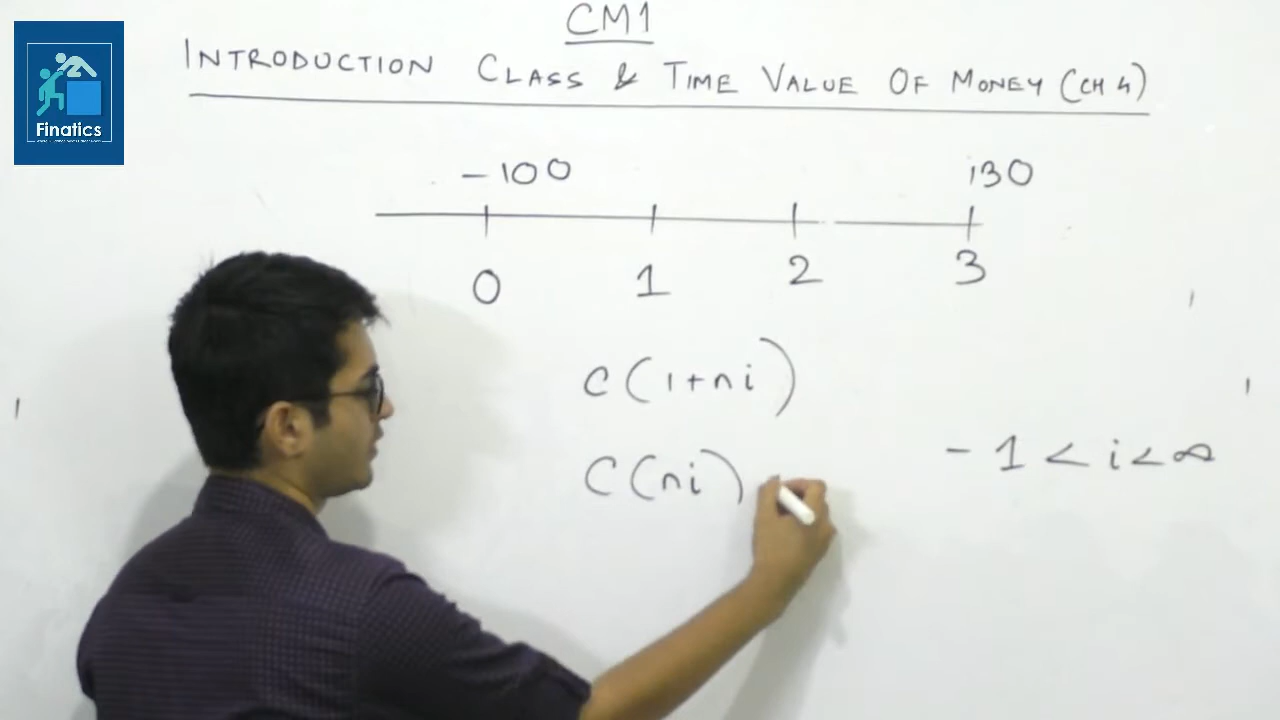 CM1
INTRODUCTION CLASS & TIME VALUE OF MONEY (CH 4)
Finatics
-100 130
0 1 2 3
C(1+ni)
-1<i<∞
C(ni)